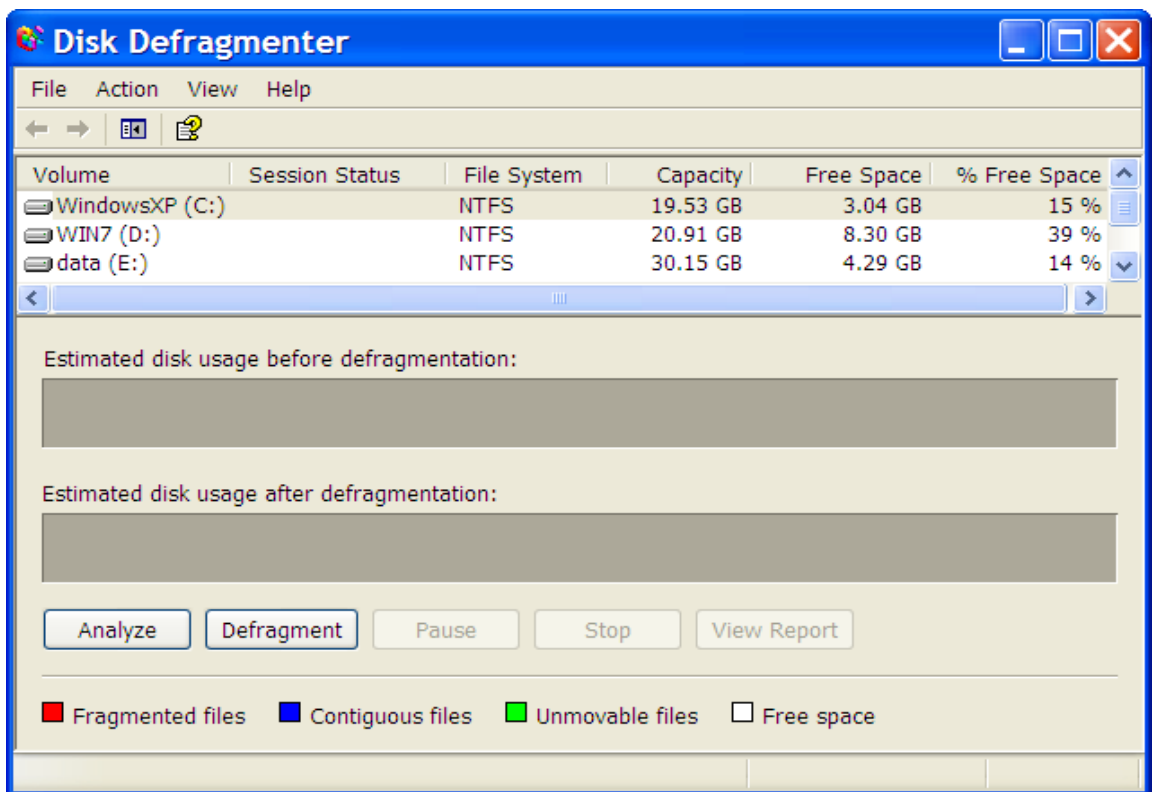 Disk Defragmenter
File Action View Help
Volume Session Status File System Capacity Free Space % Free Space
WindowsXP (C:) NTFS 19.53 GB 3.04 GB 15 %
WIN7 (D:) NTFS 20.91 GB 8.30 GB 39 %
data (E:) NTFS 30.15 GB 4.29 GB 14 %
Estimated disk usage before defragmentation:
Estimated disk usage after defragmentation:
Analyze Defragment Pause Stop View Report
Fragmented files Contiguous files Unmovable files Free space